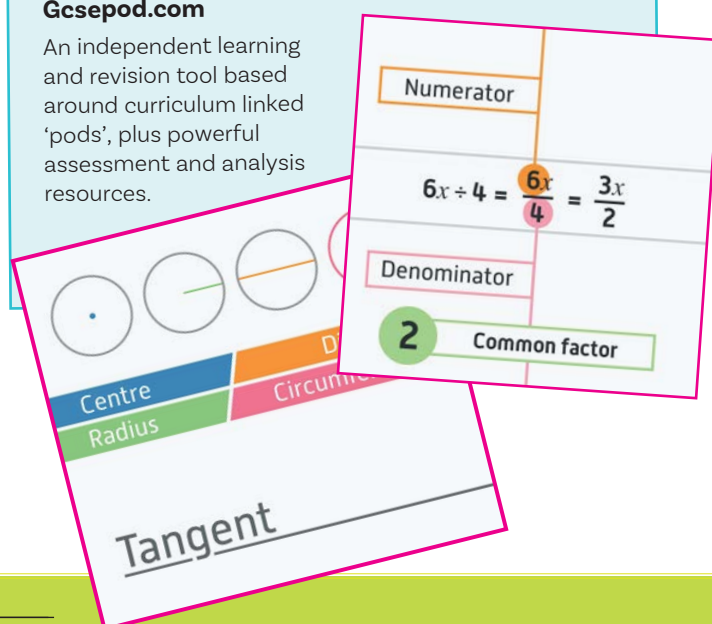 Gcsepod.com
An independent learning
and revision tool based
around curriculum linked
‘pods’, plus powerful
assessment and analysis
resources.
Numerator
6x ÷ 4 = 6x/4 = 3x/2
Denominator
2 Common factor
Centre
Radius
Tangent